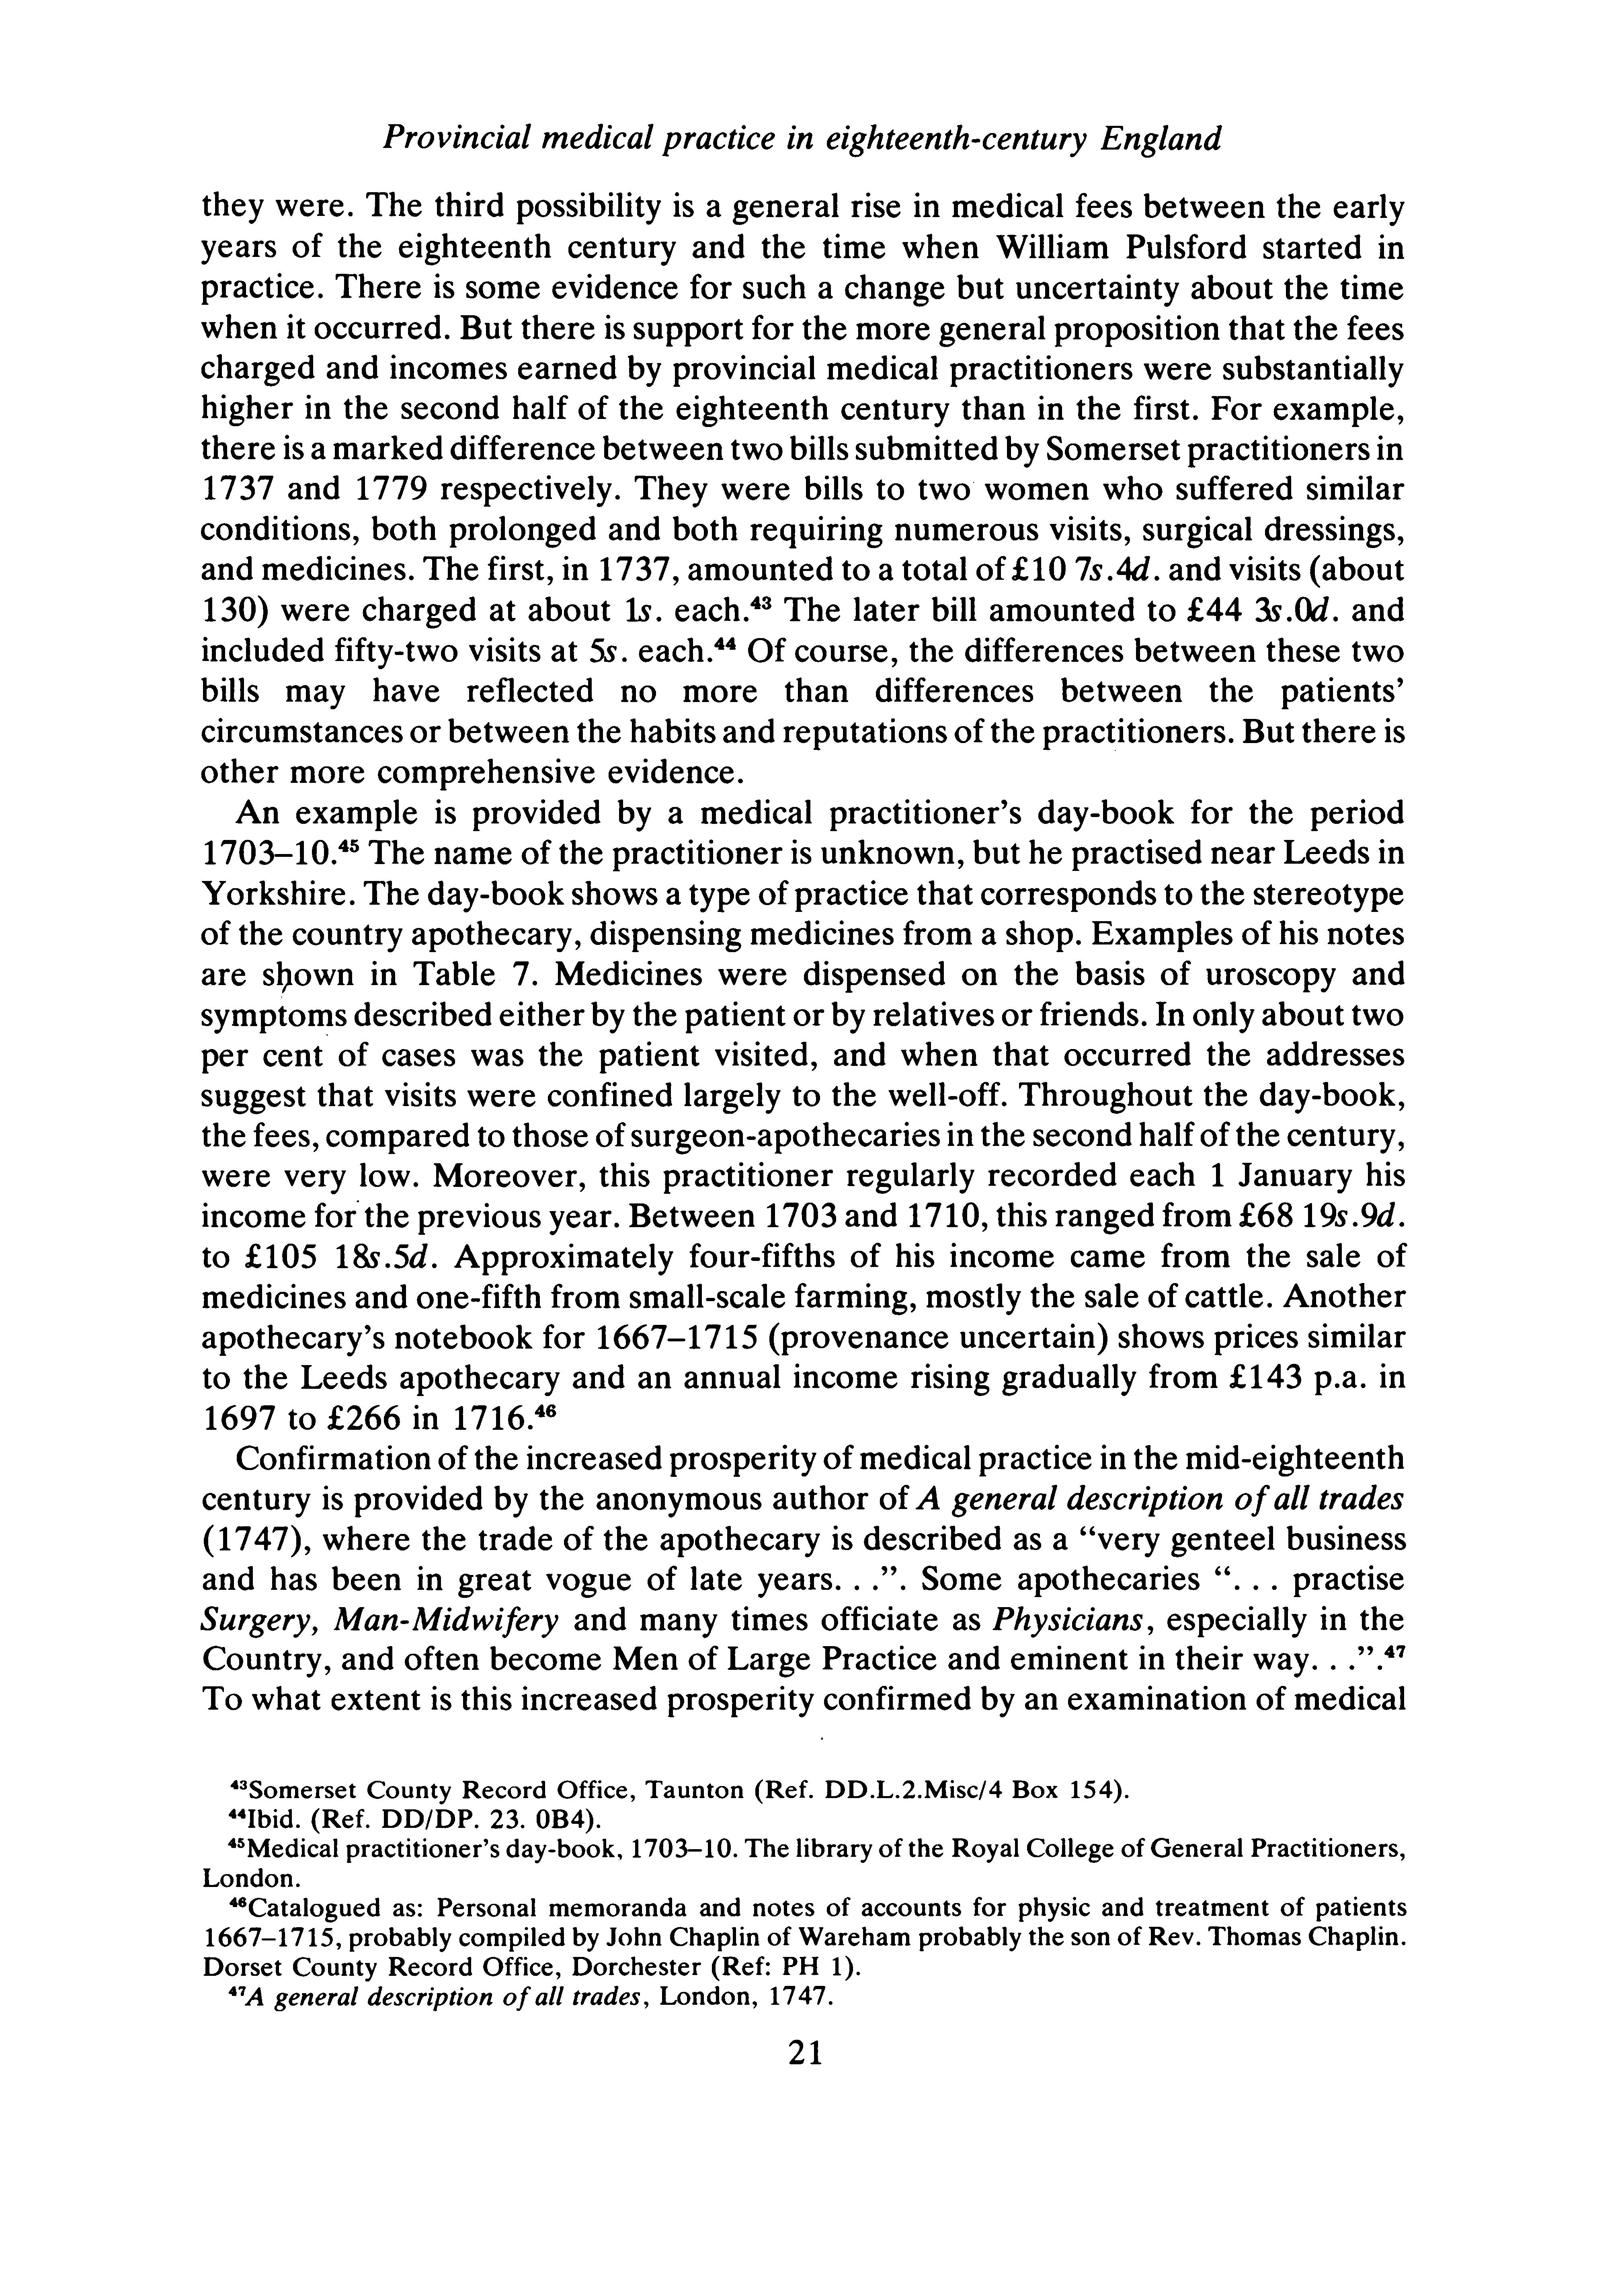 Provincial medical practice in eighteenth-century England
they were. The third possibility is a general rise in medical fees between the early
years of the eighteenth century and the time when William Pulsford started in
practice. There is some evidence for such a change but uncertainty about the time
when it occurred. But there is support for the more general proposition that the fees
charged and incomes earned by provincial medical practitioners were substantially
higher in the second half of the eighteenth century than in the first. For example,
there is a marked difference between two bills submitted by Somerset practitioners in
1737 and 1779 respectively. They were bills to two women who suffered similar
conditions, both prolonged and both requiring numerous visits, surgical dressings,
and medicines. The first, in 1737, amounted to a total of £10 7s.4d. and visits (about
130) were charged at about 1s. each.⁴³ The later bill amounted to £44 3s.0d. and
included fifty-two visits at 5s. each.⁴⁴ Of course, the differences between these two
bills may have reflected no more than differences between the patients'
circumstances or between the habits and reputations of the practitioners. But there is
other more comprehensive evidence.
An example is provided by a medical practitioner's day-book for the period
1703–10.⁴⁵ The name of the practitioner is unknown, but he practised near Leeds in
Yorkshire. The day-book shows a type of practice that corresponds to the stereotype
of the country apothecary, dispensing medicines from a shop. Examples of his notes
are shown in Table 7. Medicines were dispensed on the basis of uroscopy and
symptoms described either by the patient or by relatives or friends. In only about two
per cent of cases was the patient visited, and when that occurred the addresses
suggest that visits were confined largely to the well-off. Throughout the day-book,
the fees, compared to those of surgeon-apothecaries in the second half of the century,
were very low. Moreover, this practitioner regularly recorded each 1 January his
income for the previous year. Between 1703 and 1710, this ranged from £68 19s.9d.
to £105 18s.5d. Approximately four-fifths of his income came from the sale of
medicines and one-fifth from small-scale farming, mostly the sale of cattle. Another
apothecary's notebook for 1667–1715 (provenance uncertain) shows prices similar
to the Leeds apothecary and an annual income rising gradually from £143 p.a. in
1697 to £266 in 1716.⁴⁶
Confirmation of the increased prosperity of medical practice in the mid-eighteenth
century is provided by the anonymous author of A general description of all trades
(1747), where the trade of the apothecary is described as a “very genteel business
and has been in great vogue of late years. . .”. Some apothecaries “. . . practise
Surgery, Man-Midwifery and many times officiate as Physicians, especially in the
Country, and often become Men of Large Practice and eminent in their way. . .”.⁴⁷
To what extent is this increased prosperity confirmed by an examination of medical
⁴³Somerset County Record Office, Taunton (Ref. DD.L.2.Misc/4 Box 154).
⁴⁴Ibid. (Ref. DD/DP. 23. OB4).
⁴⁵Medical practitioner's day-book, 1703–10. The library of the Royal College of General Practitioners,
London.
⁴⁶Catalogued as: Personal memoranda and notes of accounts for physic and treatment of patients
1667–1715, probably compiled by John Chaplin of Wareham probably the son of Rev. Thomas Chaplin.
Dorset County Record Office, Dorchester (Ref: PH 1).
⁴⁷A general description of all trades, London, 1747.
21